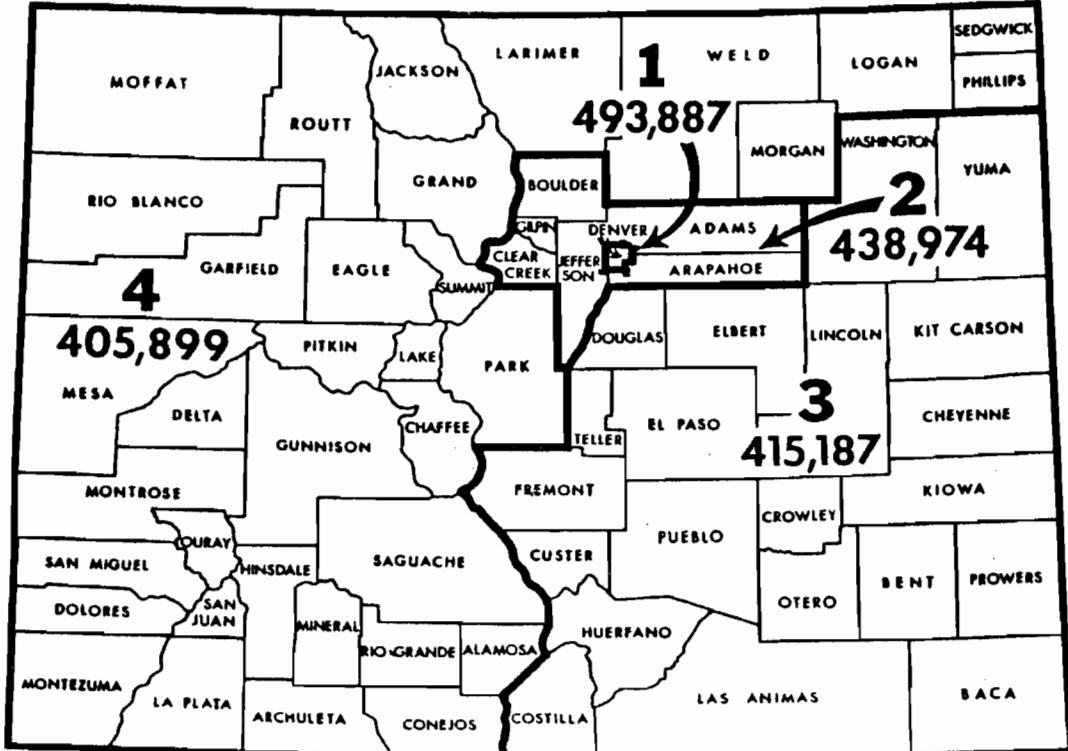 SEDGWICK
LARIMER
WELD
LOGAN
JACKSON
MOFFAT
PHILLIPS
1
493,887
ROUTT
MORGAN
WASHINGTON
YUMA
GRAND
BOULDER
RIO BLANCO
2
438,974
GILPIN
DENVER
ADAMS
CLEAR
CREEK
JEFFER
SON
ARAPAHOE
GARFIELD
EAGLE
SUMMIT
4
405,899
PITKIN
LAKE
PARK
DOUGLAS
ELBERT
LINCOLN
KIT CARSON
MESA
DELTA
3
415,187
CHAFFEE
GUNNISON
TELLER
EL PASO
CHEYENNE
MONTROSE
FREMONT
KIOWA
CROWLEY
OURAY
PUEBLO
SAN MIGUEL
HINSDALE
SAGUACHE
CUSTER
BENT
PROWERS
DOLORES
SAN
JUAN
OTERO
MINERAL
HUERFANO
RIO GRANDE
ALAMOSA
MONTEZUMA
LA PLATA
LAS ANIMAS
BACA
ARCHULETA
CONEJOS
COSTILLA